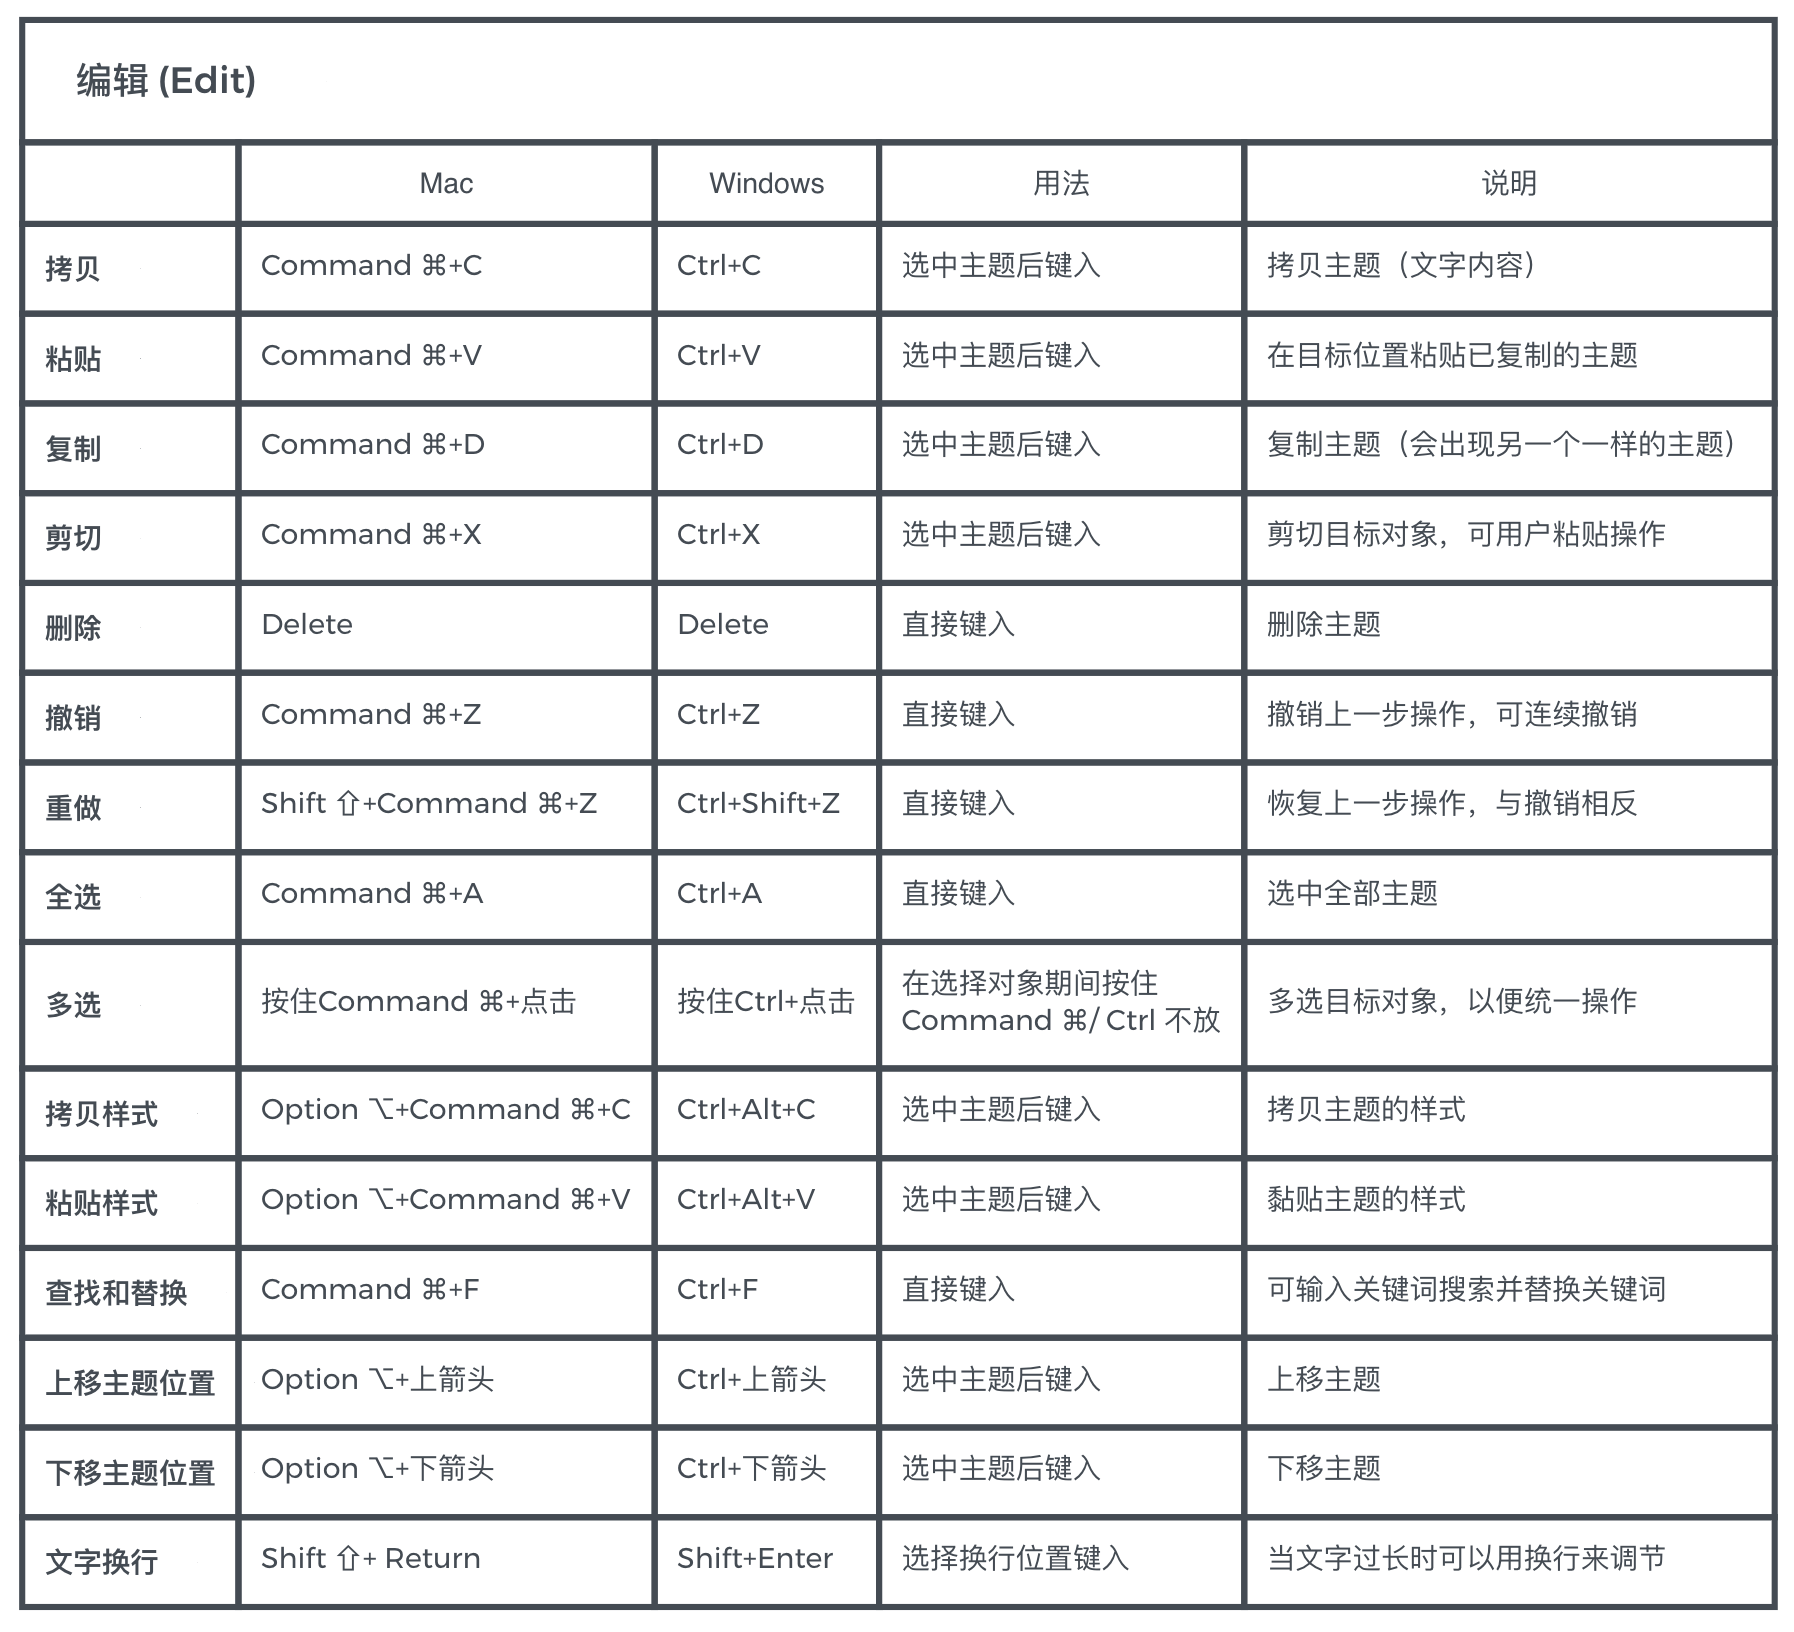 编辑 (Edit)
Mac Windows 用法 说明
拷贝 Command ⌘+C Ctrl+C 选中主题后键入 拷贝主题（文字内容）
粘贴 Command ⌘+V Ctrl+V 选中主题后键入 在目标位置粘贴已复制的主题
复制 Command ⌘+D Ctrl+D 选中主题后键入 复制主题（会出现另一个一样的主题）
剪切 Command ⌘+X Ctrl+X 选中主题后键入 剪切目标对象，可用户粘贴操作
删除 Delete Delete 直接键入 删除主题
撤销 Command ⌘+Z Ctrl+Z 直接键入 撤销上一步操作，可连续撤销
重做 Shift ⇧+Command ⌘+Z Ctrl+Shift+Z 直接键入 恢复上一步操作，与撤销相反
全选 Command ⌘+A Ctrl+A 直接键入 选中全部主题
多选 按住Command ⌘+点击 按住Ctrl+点击 在选择对象期间按住
Command ⌘/ Ctrl 不放 多选目标对象，以便统一操作
拷贝样式 Option ⌥+Command ⌘+C Ctrl+Alt+C 选中主题后键入 拷贝主题的样式
粘贴样式 Option ⌥+Command ⌘+V Ctrl+Alt+V 选中主题后键入 黏贴主题的样式
查找和替换 Command ⌘+F Ctrl+F 直接键入 可输入关键词搜索并替换关键词
上移主题位置 Option ⌥+上箭头 Ctrl+上箭头 选中主题后键入 上移主题
下移主题位置 Option ⌥+下箭头 Ctrl+下箭头 选中主题后键入 下移主题
文字换行 Shift ⇧+ Return Shift+Enter 选择换行位置键入 当文字过长时可以用换行来调节